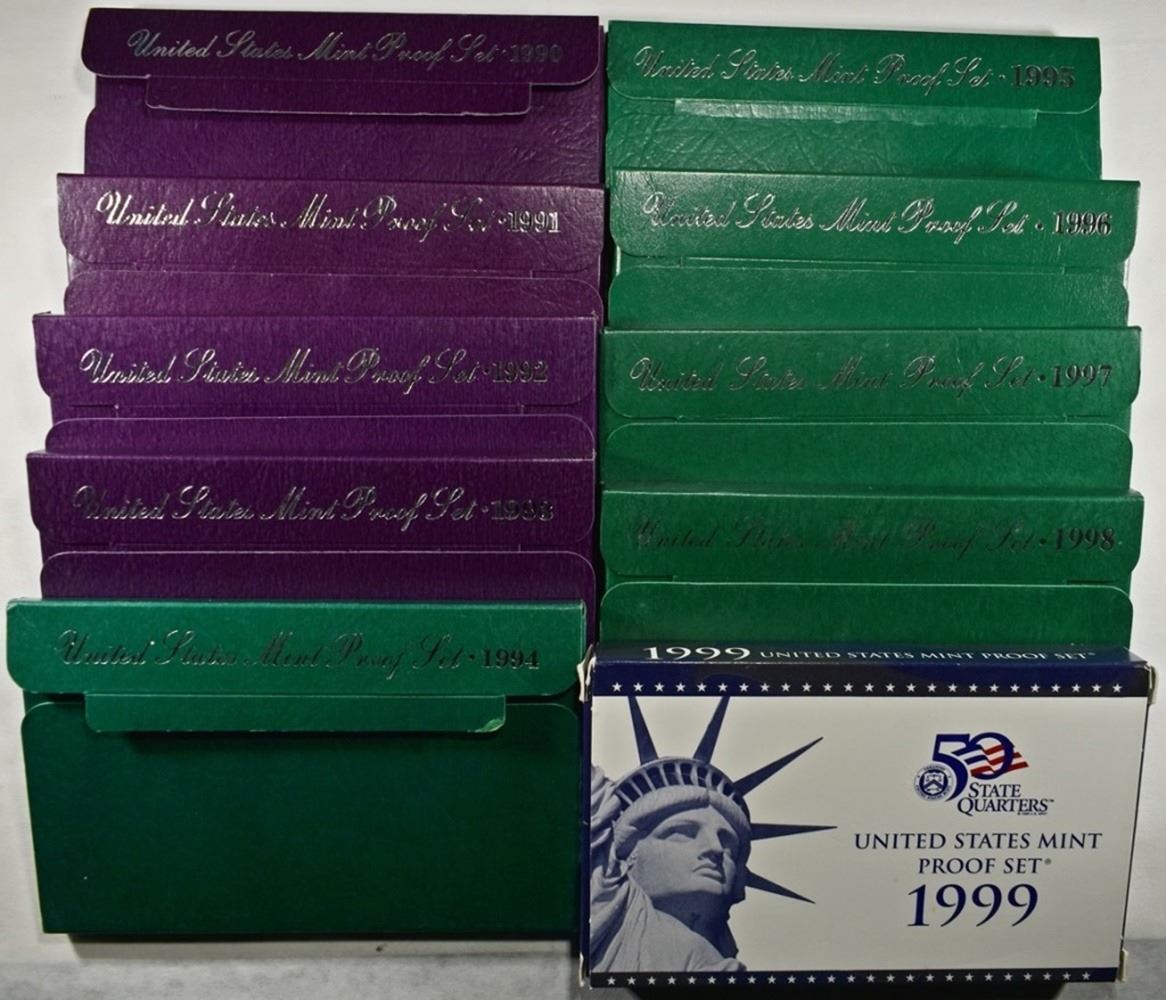 United States Mint Proof Set · 1990
United States Mint Proof Set · 1991
United States Mint Proof Set · 1992
United States Mint Proof Set · 1993
United States Mint Proof Set · 1994
United States Mint Proof Set · 1995
United States Mint Proof Set · 1996
United States Mint Proof Set · 1997
United States Mint Proof Set · 1998
1999 UNITED STATES MINT PROOF SET®
50
STATE
QUARTERS™
UNITED STATES MINT
PROOF SET®
1999